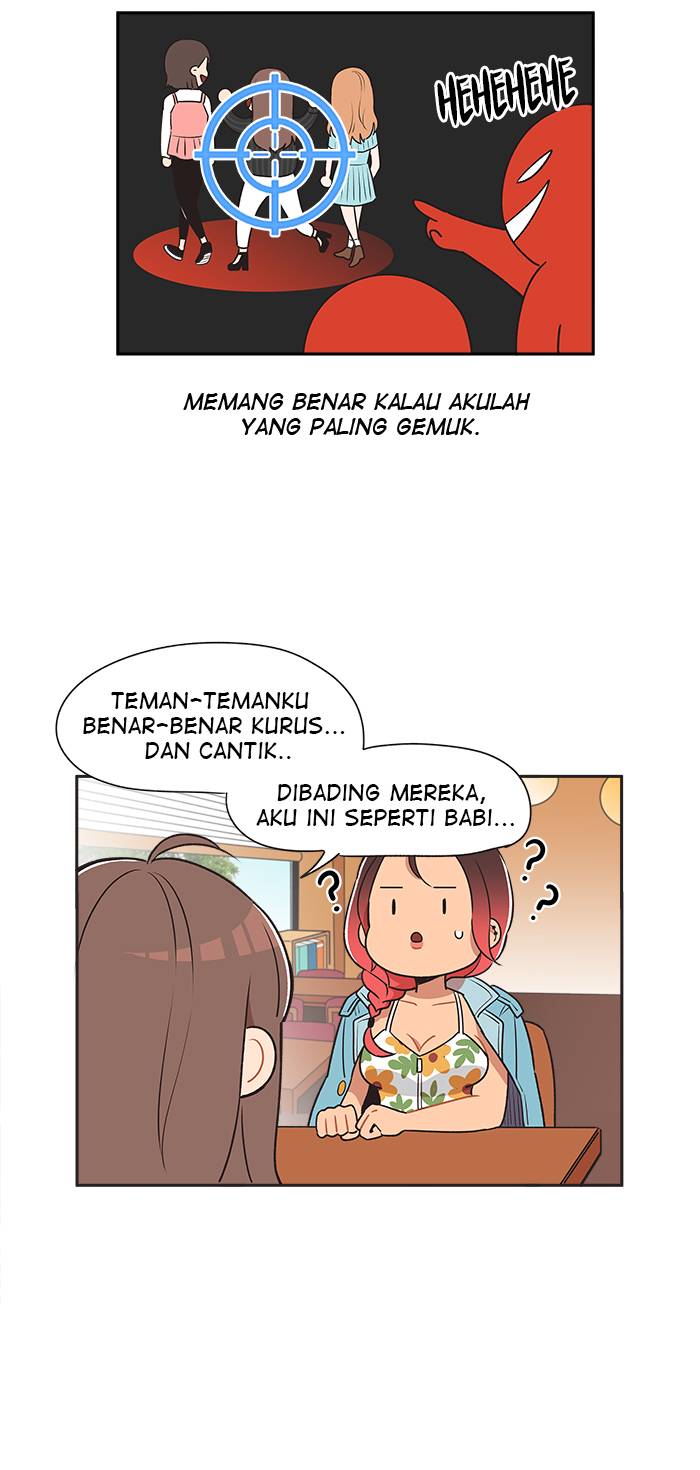 HEHEHEHE
MEMANG BENAR KALAU AKULAH
YANG PALING GEMUK.
TEMAN-TEMANKU
BENAR-BENAR KURUS...
DAN CANTIK..
DIBADING MEREKA,
AKU INI SEPERTI BABI...
? ? ? ?